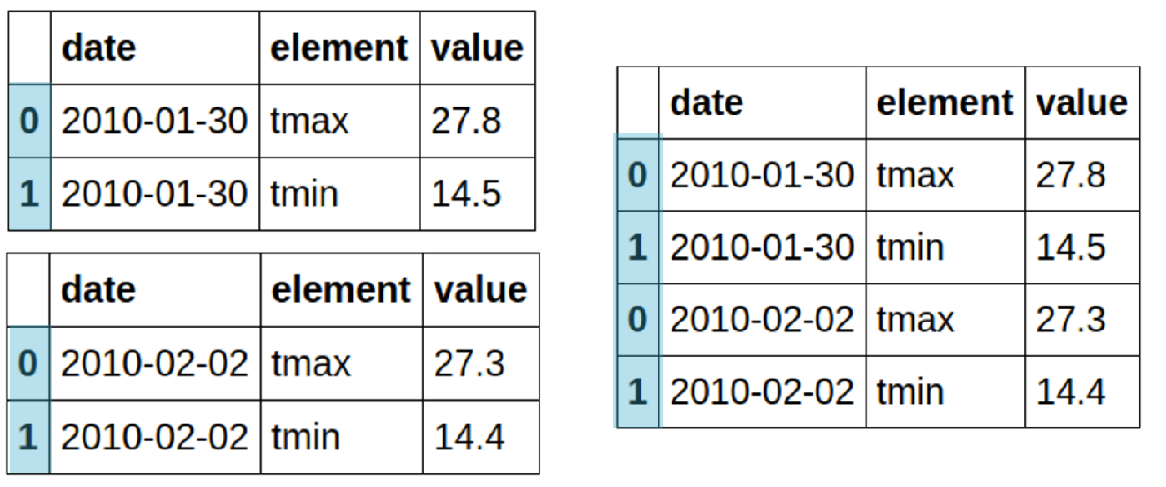 date element value
0 2010-01-30 tmax 27.8
1 2010-01-30 tmin 14.5
date element value
0 2010-02-02 tmax 27.3
1 2010-02-02 tmin 14.4
date element value
0 2010-01-30 tmax 27.8
1 2010-01-30 tmin 14.5
0 2010-02-02 tmax 27.3
1 2010-02-02 tmin 14.4